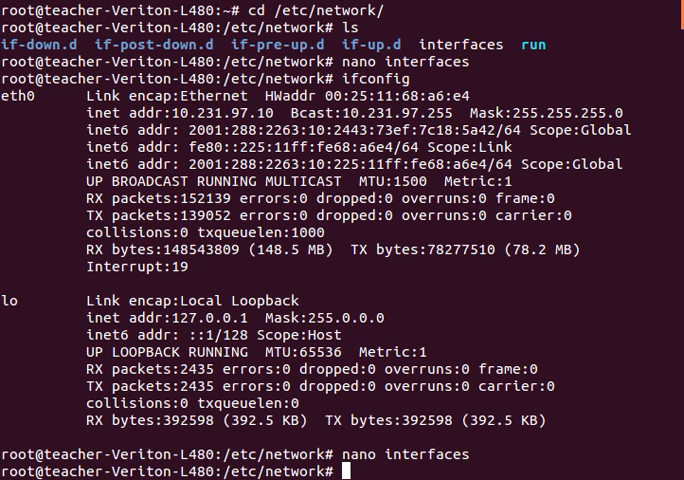 root@teacher-Veriton-L480:~# cd /etc/network/
root@teacher-Veriton-L480:/etc/network# ls
if-down.d  if-post-down.d  if-pre-up.d  if-up.d  interfaces  run
root@teacher-Veriton-L480:/etc/network# nano interfaces
root@teacher-Veriton-L480:/etc/network# ifconfig
eth0      Link encap:Ethernet  HWaddr 00:25:11:68:a6:e4
          inet addr:10.231.97.10  Bcast:10.231.97.255  Mask:255.255.255.0
          inet6 addr: 2001:288:2263:10:2443:73ef:7c18:5a42/64 Scope:Global
          inet6 addr: fe80::225:11ff:fe68:a6e4/64 Scope:Link
          inet6 addr: 2001:288:2263:10:225:11ff:fe68:a6e4/64 Scope:Global
          UP BROADCAST RUNNING MULTICAST  MTU:1500  Metric:1
          RX packets:152139 errors:0 dropped:0 overruns:0 frame:0
          TX packets:139052 errors:0 dropped:0 overruns:0 carrier:0
          collisions:0 txqueuelen:1000
          RX bytes:148543809 (148.5 MB)  TX bytes:78277510 (78.2 MB)
          Interrupt:19
lo        Link encap:Local Loopback
          inet addr:127.0.0.1  Mask:255.0.0.0
          inet6 addr: ::1/128 Scope:Host
          UP LOOPBACK RUNNING  MTU:65536  Metric:1
          RX packets:2435 errors:0 dropped:0 overruns:0 frame:0
          TX packets:2435 errors:0 dropped:0 overruns:0 carrier:0
          collisions:0 txqueuelen:0
          RX bytes:392598 (392.5 KB)  TX bytes:392598 (392.5 KB)
root@teacher-Veriton-L480:/etc/network# nano interfaces
root@teacher-Veriton-L480:/etc/network#